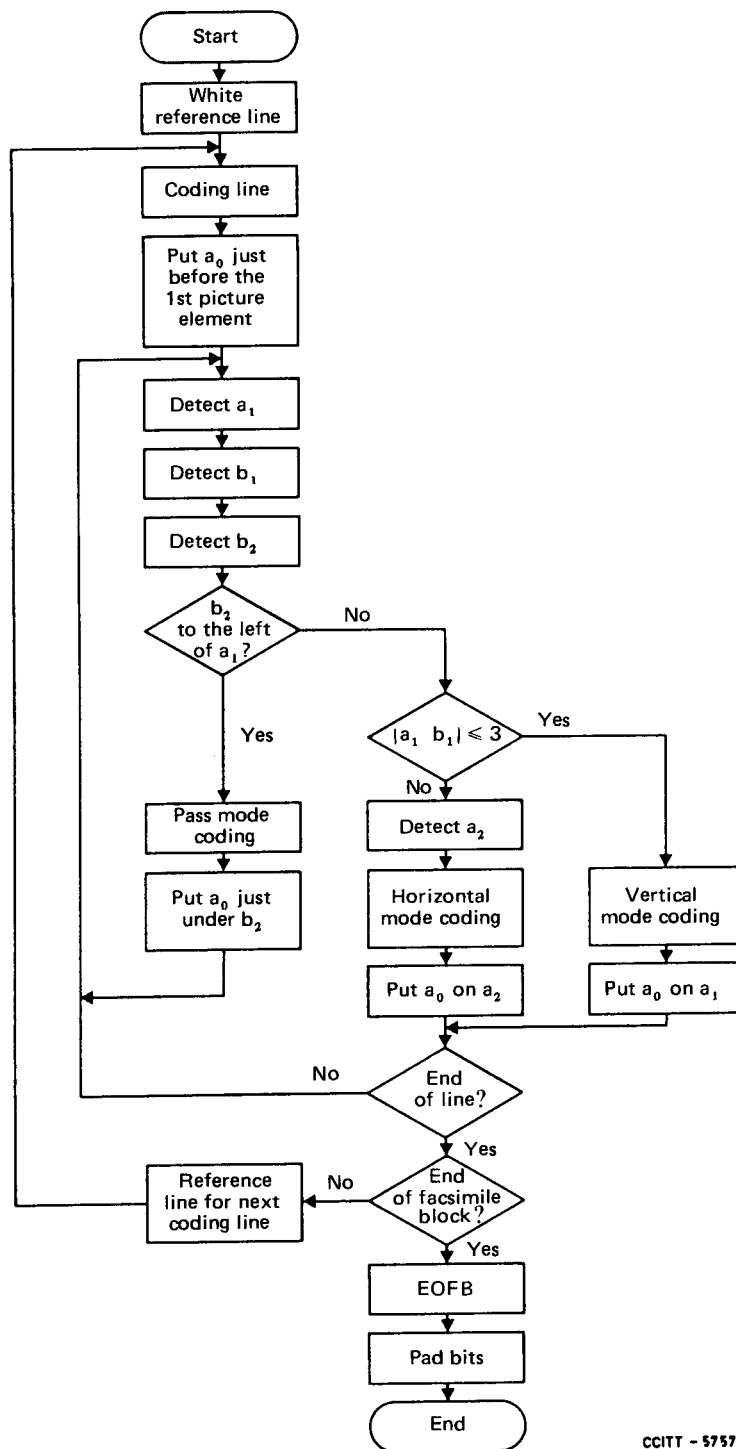 Start
White
reference line
Coding line
Put a₀ just
before the
1st picture
element
Detect a₁
Detect b₁
Detect b₂
b₂
to the left
of a₁?
No
Yes
|a₁ b₁| ⩽ 3
Yes
No
Pass mode
coding
Put a₀ just
under b₂
Detect a₂
Horizontal
mode coding
Put a₀ on a₂
Vertical
mode coding
Put a₀ on a₁
End
of line?
No
Yes
End
of facsimile
block?
No
Reference
line for next
coding line
Yes
EOFB
Pad bits
End
CCITT - 5757